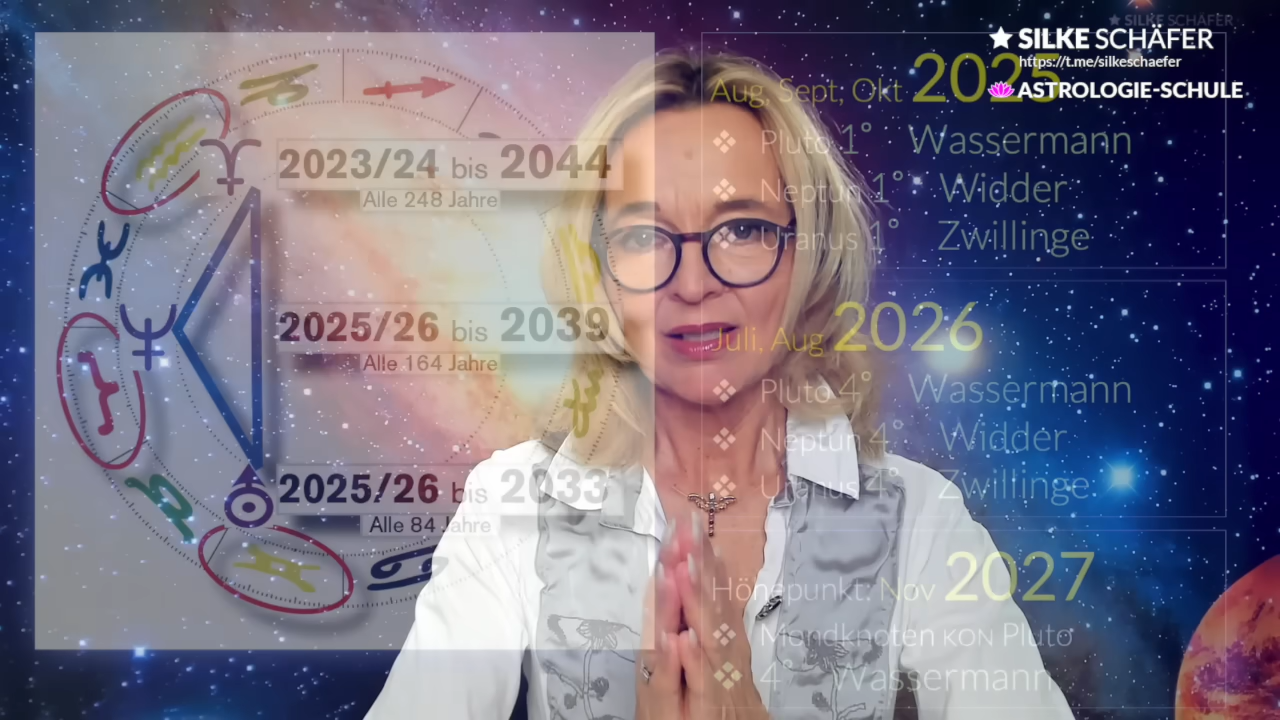 SILKE SCHÄFER
SILKE SCHÄFER
https://t.me/silkeschaefer
ASTROLOGIE-SCHULE
2023/24 bis 2044
Alle 248 Jahre
2025/26 bis 2039
Alle 164 Jahre
2025/26 bis 2033
Alle 84 Jahre
Aug, Sept, Okt 2025
❖ Pluto 1° Wassermann
❖ Neptun 1° Widder
❖ Uranus 1° Zwillinge
Juli, Aug 2026
❖ Pluto 4° Wassermann
❖ Neptun 4° Widder
❖ Uranus 4° Zwillinge
Höhepunkt: Nov 2027
❖ Mondknoten KON Pluto
❖ 4° Wassermann